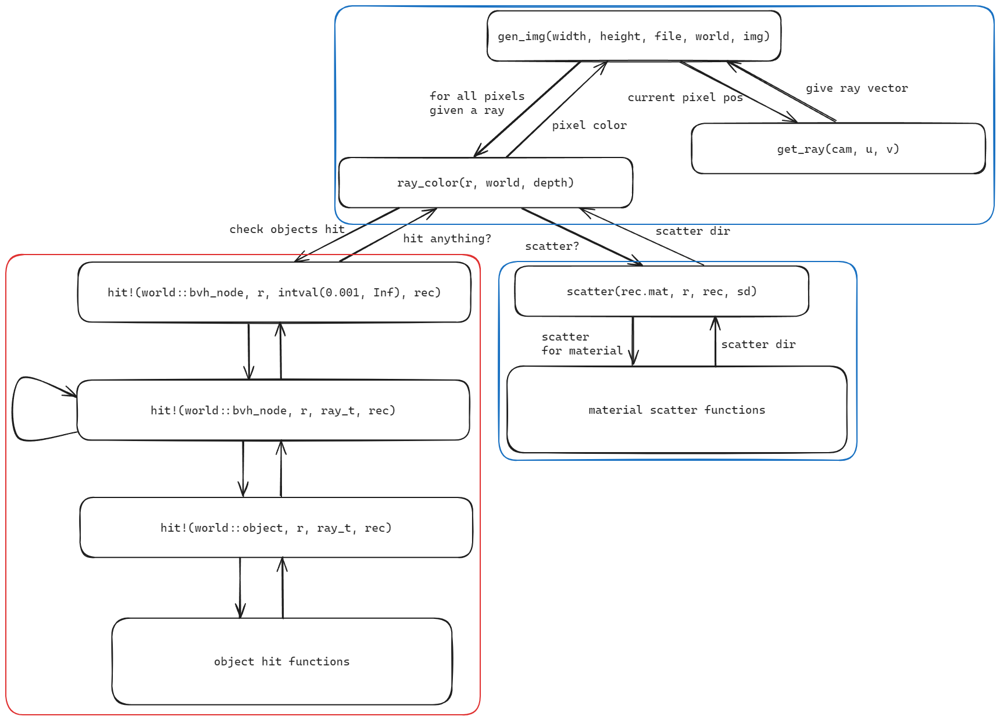 gen_img(width, height, file, world, img)
for all pixels
given a ray
pixel color
current pixel pos
give ray vector
get_ray(cam, u, v)
ray_color(r, world, depth)
check objects hit
hit anything?
scatter?
scatter dir
hit!(world::bvh_node, r, intval(0.001, Inf), rec)
scatter(rec.mat, r, rec, sd)
scatter
for material
scatter dir
hit!(world::bvh_node, r, ray_t, rec)
material scatter functions
hit!(world::object, r, ray_t, rec)
object hit functions